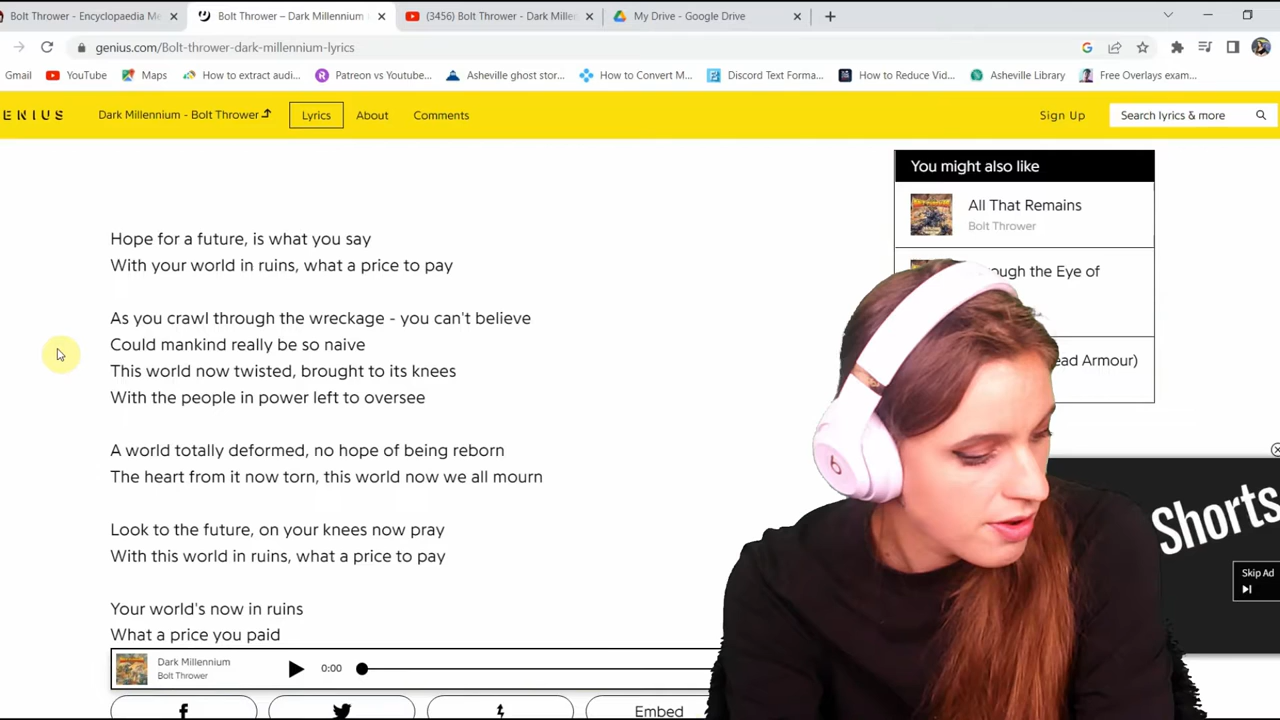 Bolt Thrower - Encyclopaedia Me
Bolt Thrower – Dark Millennium
(3456) Bolt Thrower - Dark Mille
My Drive - Google Drive
genius.com/Bolt-thrower-dark-millennium-lyrics
Gmail
YouTube
Maps
How to extract audi...
Patreon vs Youtube...
Asheville ghost stor...
How to Convert M...
Discord Text Forma...
How to Reduce Vid...
Asheville Library
Free Overlays exam...
ENIUS
Dark Millennium - Bolt Thrower
Lyrics
About
Comments
Sign Up
Search lyrics & more
You might also like
All That Remains
Bolt Thrower
ough the Eye of
ead Armour)
Hope for a future, is what you say
With your world in ruins, what a price to pay
As you crawl through the wreckage - you can't believe
Could mankind really be so naive
This world now twisted, brought to its knees
With the people in power left to oversee
A world totally deformed, no hope of being reborn
The heart from it now torn, this world now we all mourn
Look to the future, on your knees now pray
With this world in ruins, what a price to pay
Your world's now in ruins
What a price you paid
Shorts
Skip Ad
Dark Millennium
Bolt Thrower
0:00
Embed